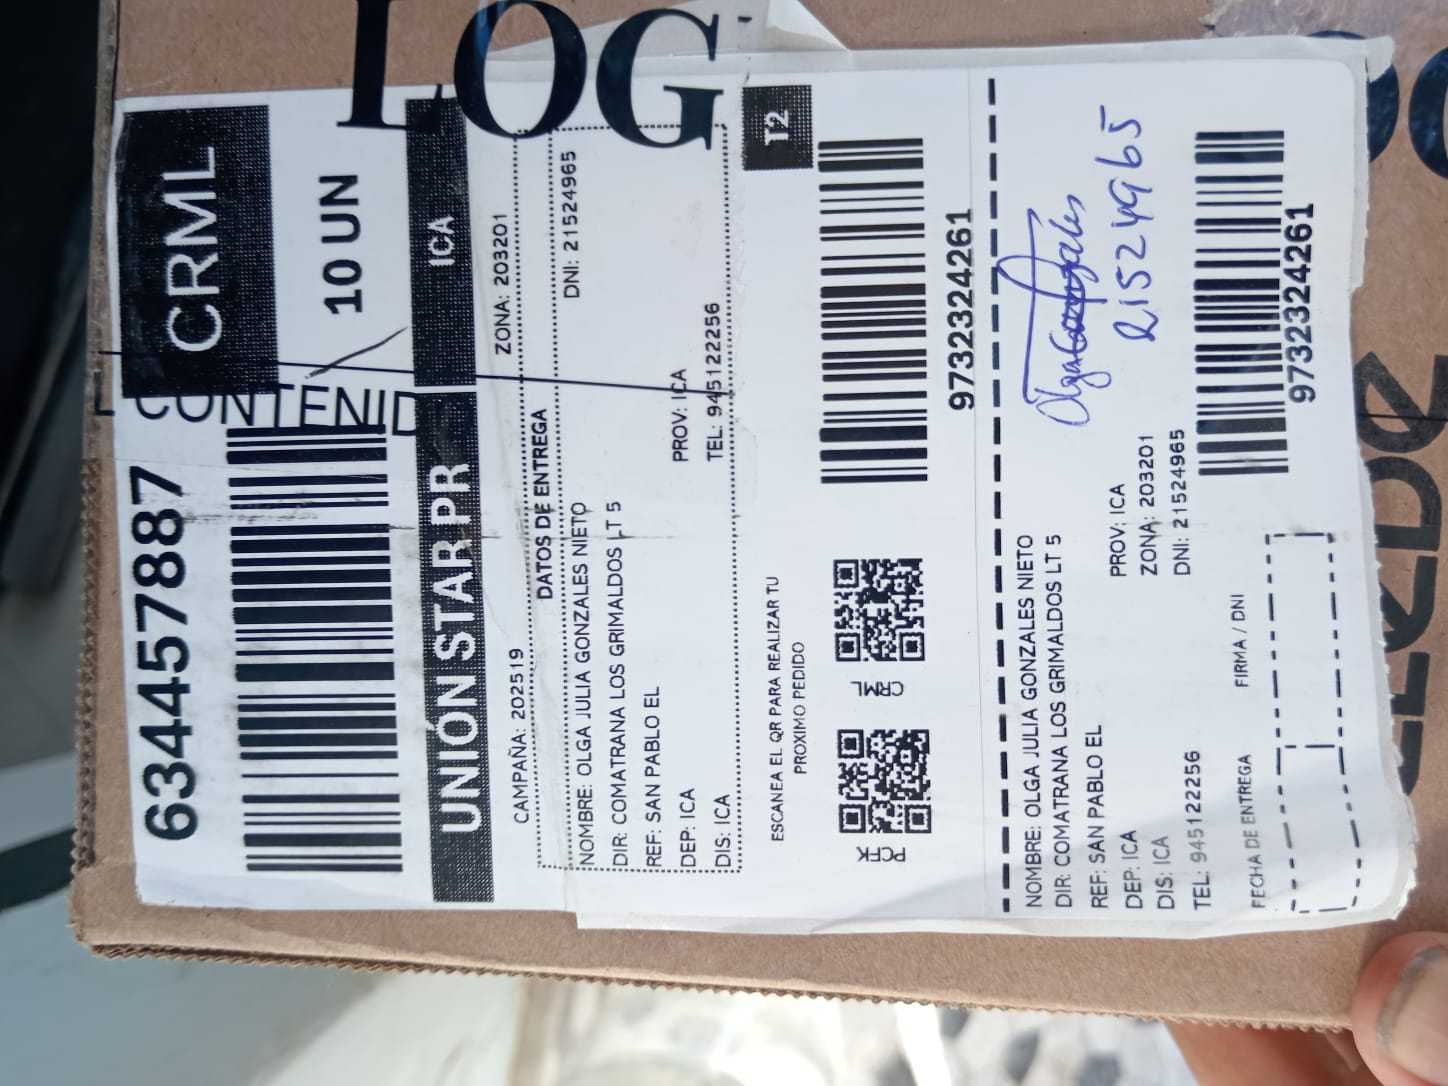 LOG
CRML
10 UN
CONTENID
6344578​87
UNIÓN STAR PR
ICA
CAMPAÑA: 202519
ZONA: 203201
DATOS DE ENTREGA
NOMBRE: OLGA JULIA GONZALES NIETO
DNI: 21524965
DIR: COMATRANA LOS GRIMALDOS LT 5
REF: SAN PABLO EL
DEP: ICA
PROV: ICA
DIS: ICA
TEL: 945122256
T2
ESCANEA EL QR PARA REALIZAR TU
PROXIMO PEDIDO
PCFK
CRML
9732324261
NOMBRE: OLGA JULIA GONZALES NIETO
DIR: COMATRANA LOS GRIMALDOS LT 5
REF: SAN PABLO EL
DEP: ICA
PROV: ICA
DIS: ICA
ZONA: 203201
TEL: 945122256
DNI: 21524965
Olga Gonzáles
21524965
FECHA DE ENTREGA
FIRMA / DNI
9732324261